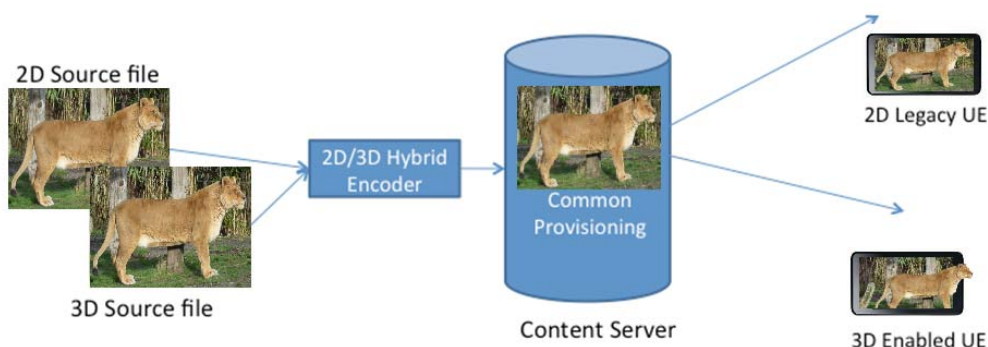 2D Source file
3D Source file
2D/3D Hybrid
Encoder
Common
Provisioning
Content Server
2D Legacy UE
3D Enabled UE